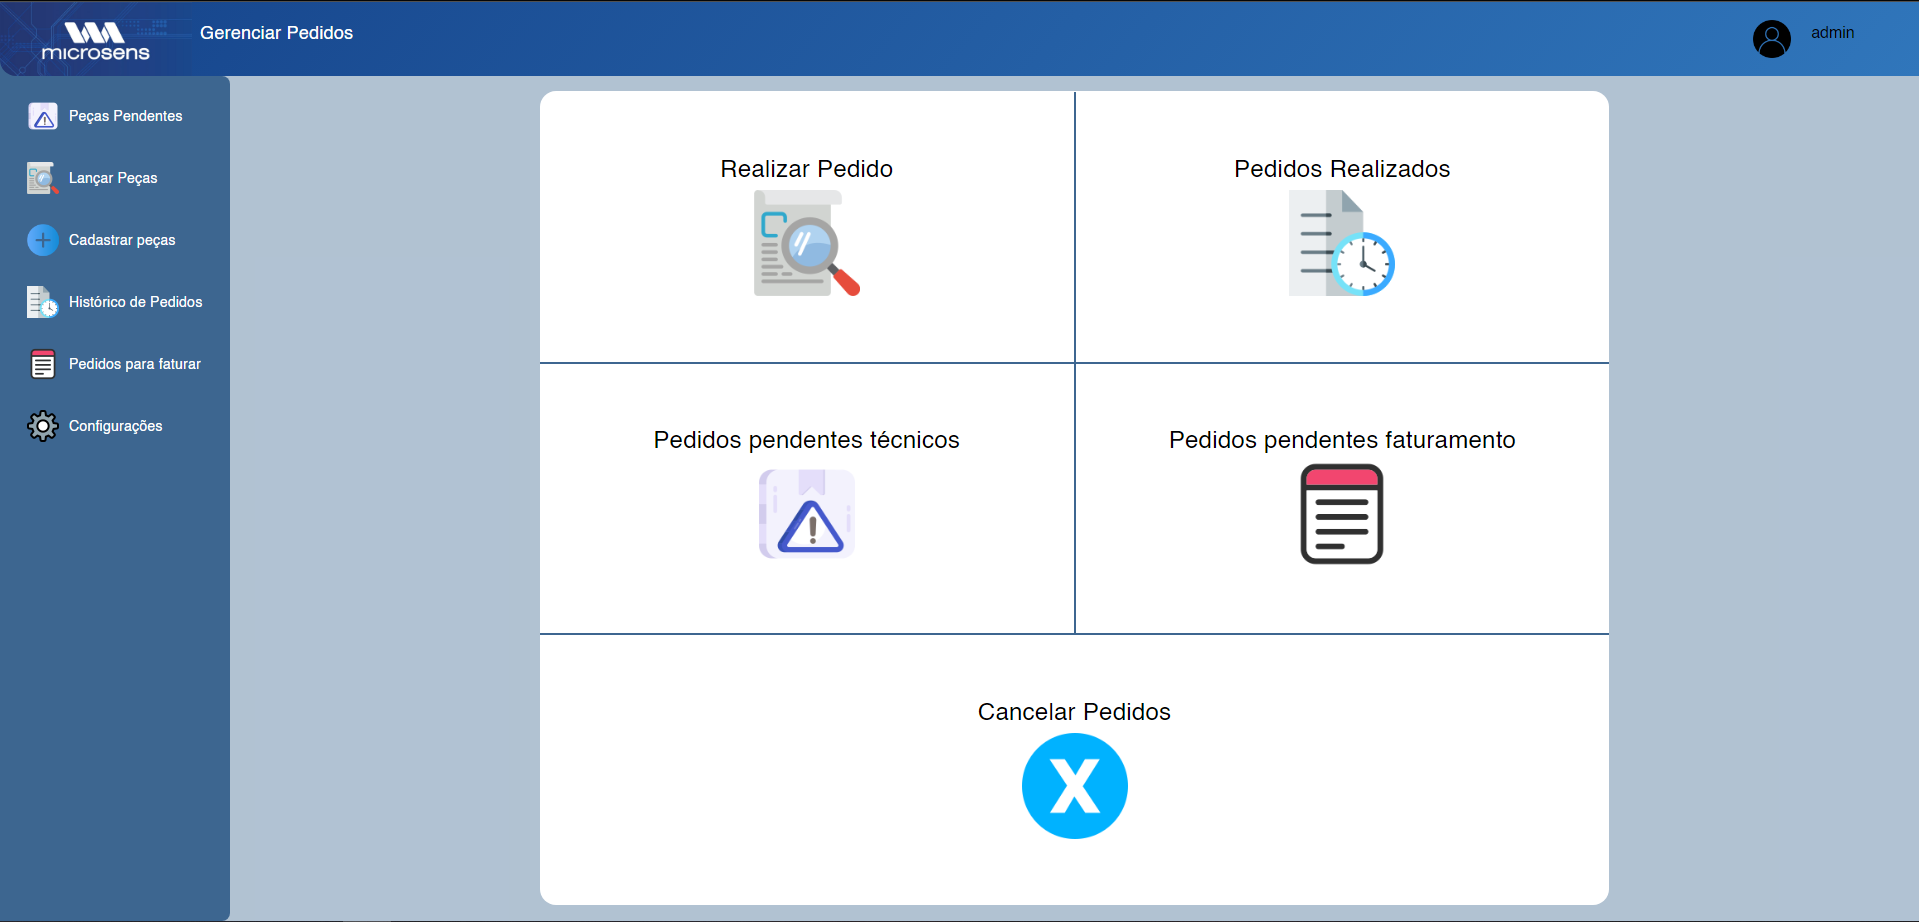 microsens
Gerenciar Pedidos
admin
Peças Pendentes
Lançar Peças
Cadastrar peças
Histórico de Pedidos
Pedidos para faturar
Configurações
Realizar Pedido
Pedidos Realizados
Pedidos pendentes técnicos
Pedidos pendentes faturamento
Cancelar Pedidos
X